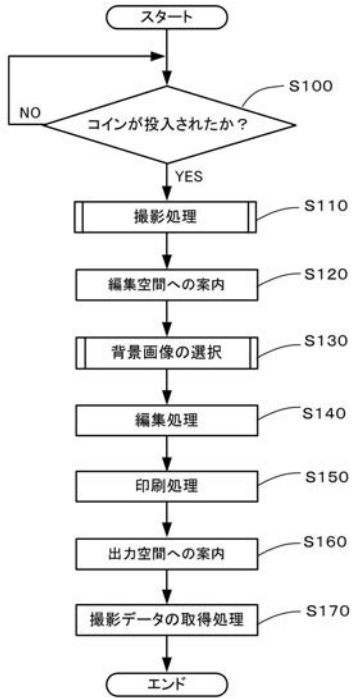 スタート
S100
コインが投入されたか？
NO
YES
撮影処理
S110
編集空間への案内
S120
背景画像の選択
S130
編集処理
S140
印刷処理
S150
出力空間への案内
S160
撮影データの取得処理
S170
エンド